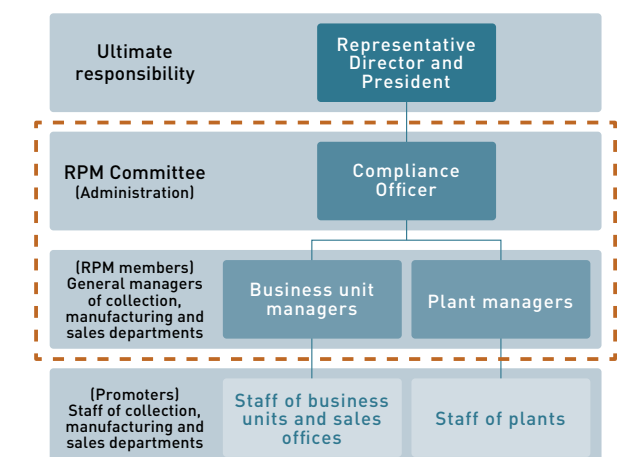 Ultimate
responsibility
Representative
Director and
President
RPM Committee
(Administration)
Compliance
Officer
(RPM members)
General managers
of collection,
manufacturing and
sales departments
Business unit
managers
Plant managers
(Promoters)
Staff of collection,
manufacturing and
sales departments
Staff of business
units and sales
offices
Staff of plants